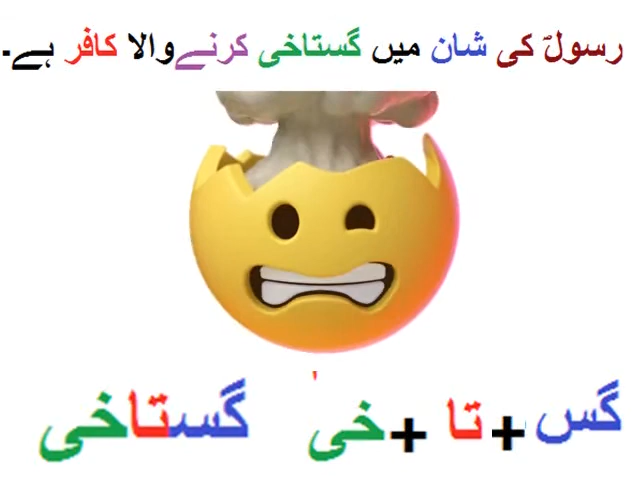 رسولؐ کی شان میں گستاخی کرنے والا کافر ہے۔
گس + تا + خی گستاخی